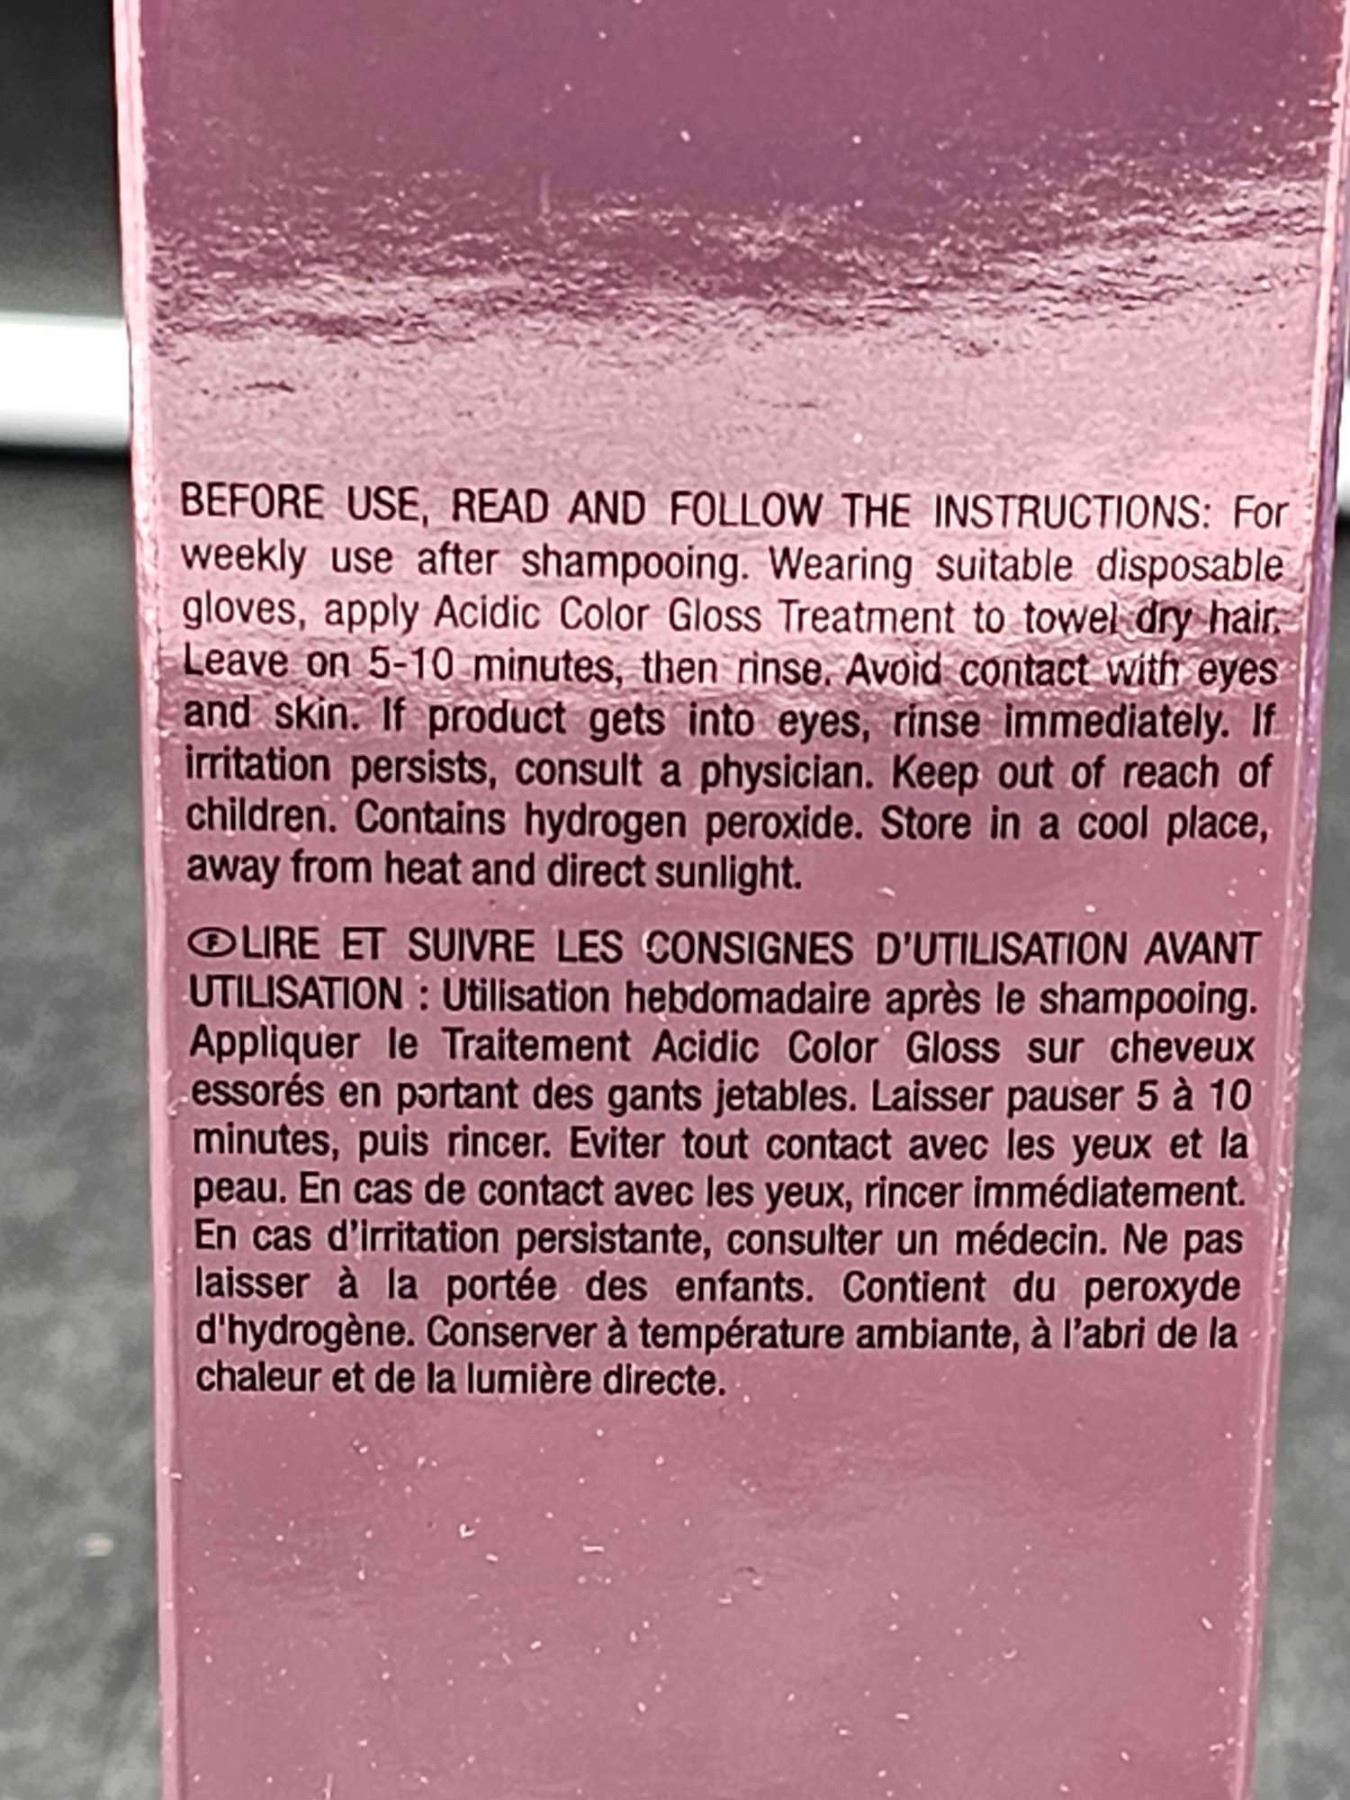 BEFORE USE, READ AND FOLLOW THE INSTRUCTIONS: For
weekly use after shampooing. Wearing suitable disposable
gloves, apply Acidic Color Gloss Treatment to towel dry hair.
Leave on 5-10 minutes, then rinse. Avoid contact with eyes
and skin. If product gets into eyes, rinse immediately. If
irritation persists, consult a physician. Keep out of reach of
children. Contains hydrogen peroxide. Store in a cool place,
away from heat and direct sunlight.
Ⓕ LIRE ET SUIVRE LES CONSIGNES D'UTILISATION AVANT
UTILISATION : Utilisation hebdomadaire après le shampooing.
Appliquer le Traitement Acidic Color Gloss sur cheveux
essorés en portant des gants jetables. Laisser pauser 5 à 10
minutes, puis rincer. Eviter tout contact avec les yeux et la
peau. En cas de contact avec les yeux, rincer immédiatement.
En cas d'irritation persistante, consulter un médecin. Ne pas
laisser à la portée des enfants. Contient du peroxyde
d'hydrogène. Conserver à température ambiante, à l'abri de la
chaleur et de la lumière directe.